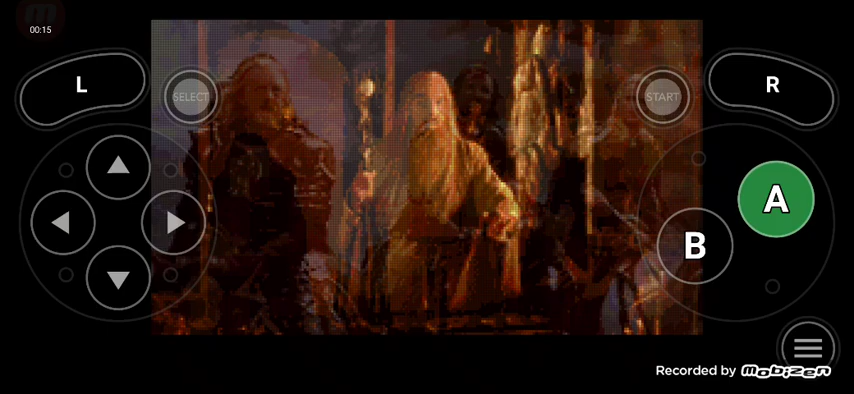 00:15
L
SELECT
START
R
A
B
Recorded by Mobizen